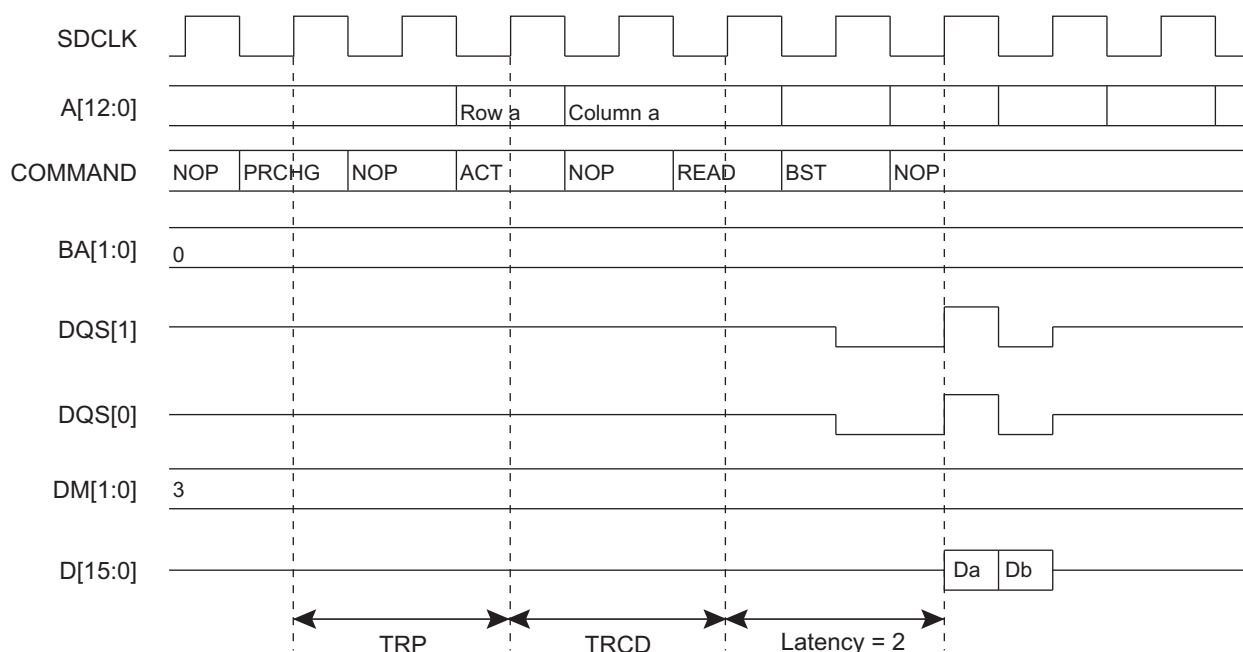 SDCLK
A[12:0] Row a Column a
COMMAND NOP PRCHG NOP ACT NOP READ BST NOP
BA[1:0] 0
DQS[1]
DQS[0]
DM[1:0] 3
D[15:0] Da Db
TRP TRCD Latency = 2